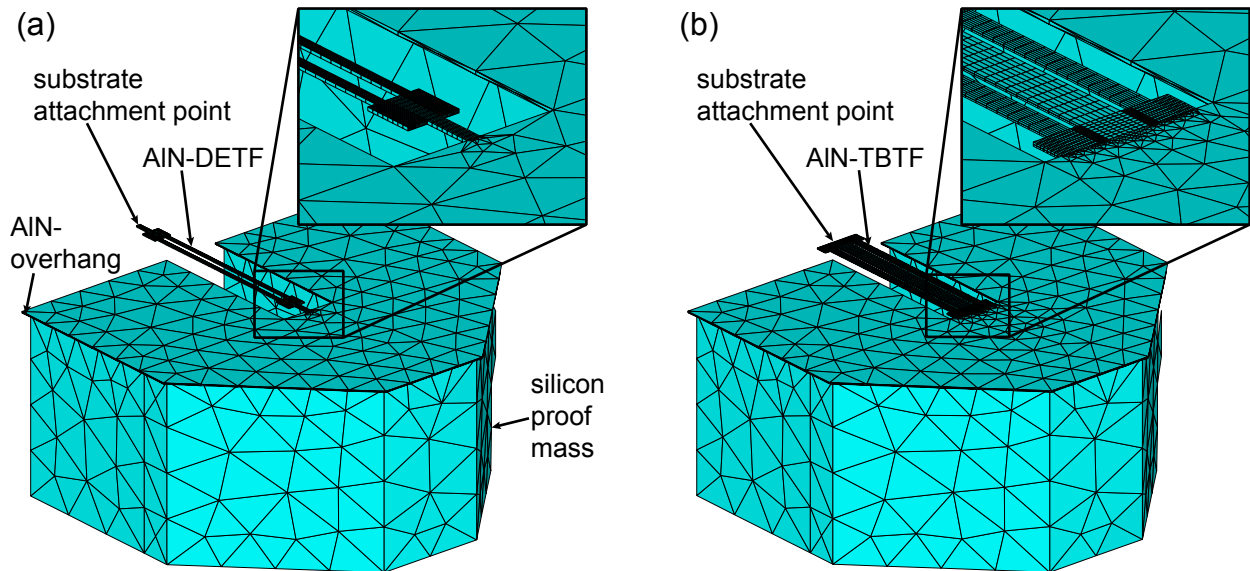 (a)
substrate
attachment point
AlN-DETF
AlN-
overhang
silicon
proof
mass
(b)
substrate
attachment point
AlN-TBTF